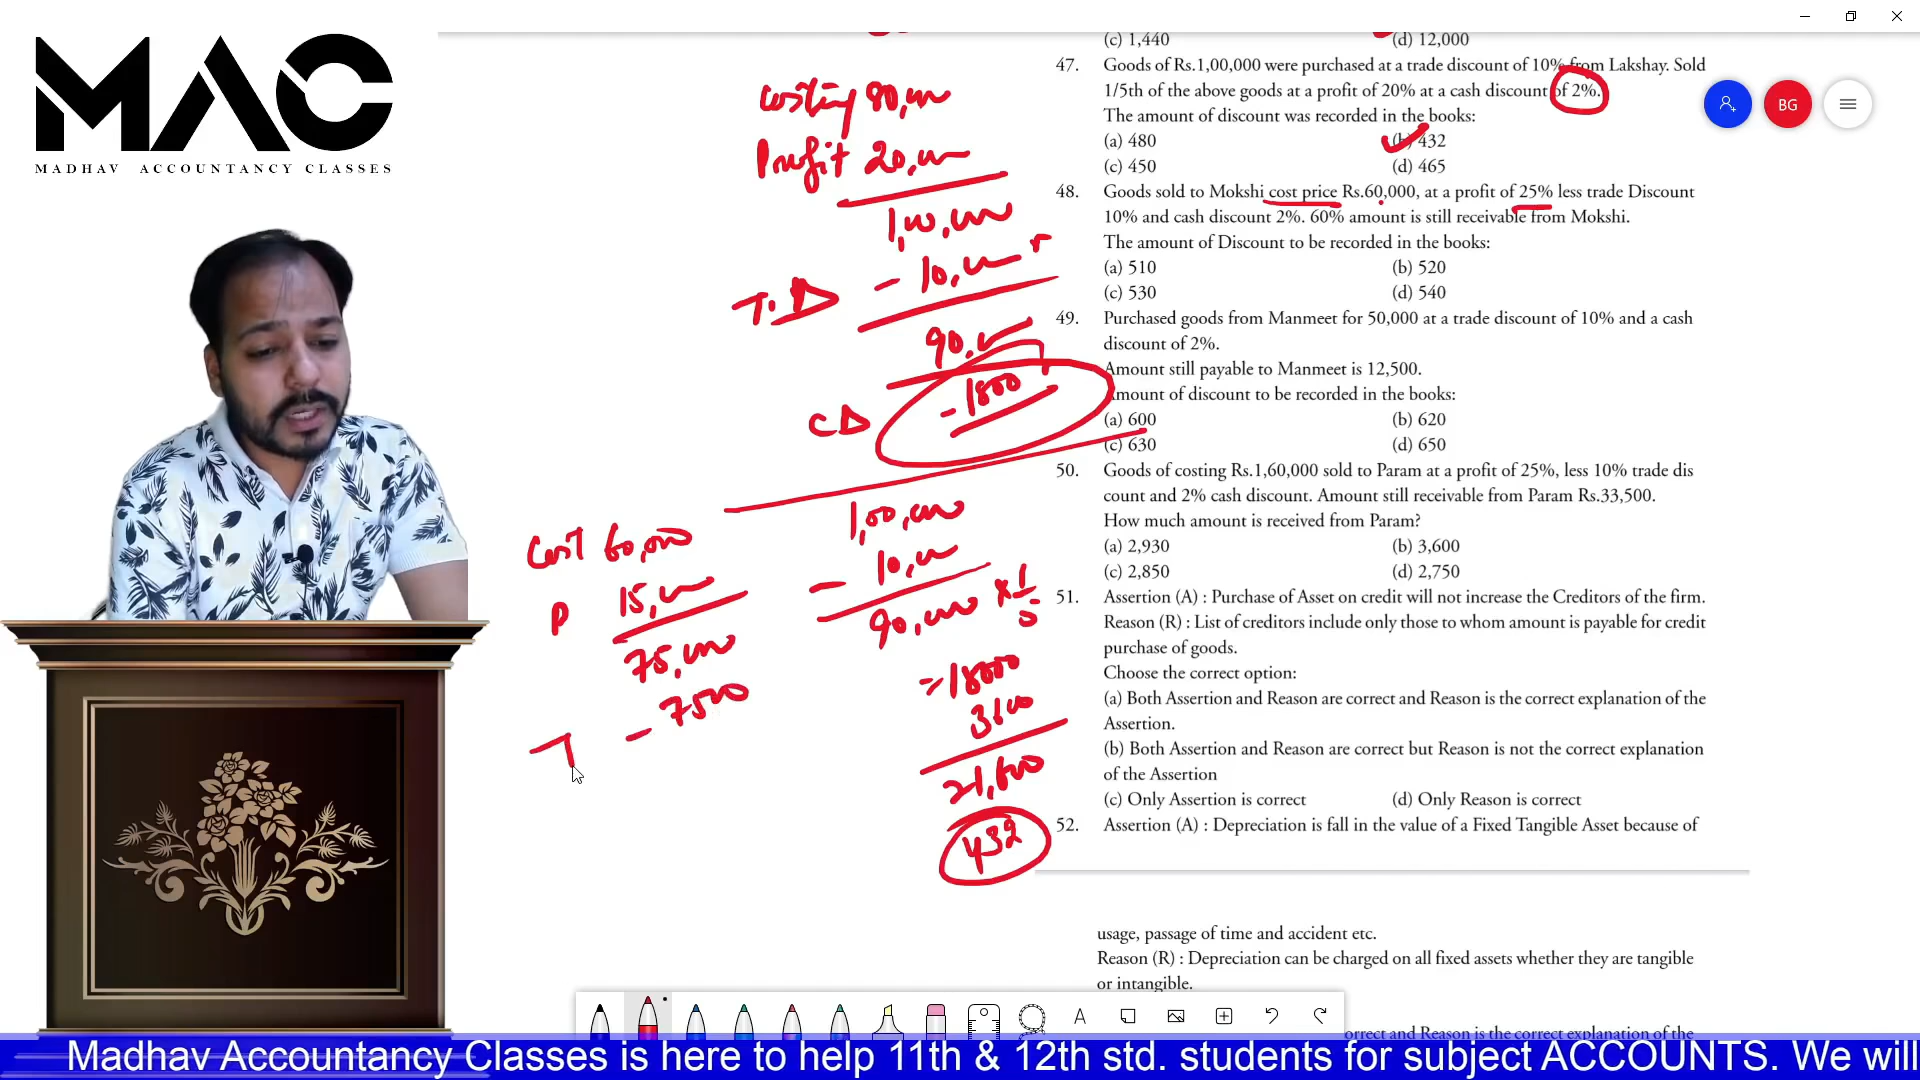 MAC
MADHAV ACCOUNTANCY CLASSES
(c) 1,440 (d) 12,000
47. Goods of Rs.1,00,000 were purchased at a trade discount of 10% from Lakshay. Sold
1/5th of the above goods at a profit of 20% at a cash discount of 2%.
The amount of discount was recorded in the books:
(a) 480 (b) 432
(c) 450 (d) 465
48. Goods sold to Mokshi cost price Rs.60,000, at a profit of 25% less trade Discount
10% and cash discount 2%. 60% amount is still receivable from Mokshi.
The amount of Discount to be recorded in the books:
(a) 510 (b) 520
(c) 530 (d) 540
49. Purchased goods from Manmeet for 50,000 at a trade discount of 10% and a cash
discount of 2%.
Amount still payable to Manmeet is 12,500.
Amount of discount to be recorded in the books:
(a) 600 (b) 620
(c) 630 (d) 650
50. Goods of costing Rs.1,60,000 sold to Param at a profit of 25%, less 10% trade dis
count and 2% cash discount. Amount still receivable from Param Rs.33,500.
How much amount is received from Param?
(a) 2,930 (b) 3,600
(c) 2,850 (d) 2,750
51. Assertion (A) : Purchase of Asset on credit will not increase the Creditors of the firm.
Reason (R) : List of creditors include only those to whom amount is payable for credit
purchase of goods.
Choose the correct option:
(a) Both Assertion and Reason are correct and Reason is the correct explanation of the
Assertion.
(b) Both Assertion and Reason are correct but Reason is not the correct explanation
of the Assertion
(c) Only Assertion is correct (d) Only Reason is correct
52. Assertion (A) : Depreciation is fall in the value of a Fixed Tangible Asset because of
usage, passage of time and accident etc.
Reason (R) : Depreciation can be charged on all fixed assets whether they are tangible
or intangible.
orrect and Reason is the correct explanation of the
BG
Costing 80,000
Profit 20,000
1,00,000
T.D - 10,000
90,000
CD - 1800
1,00,000
- 10,000
90,000 × 1/5
= 18000
3600
21,600
432
Cost 60,000
P 15,000
75,000
T - 7500
A
Madhav Accountancy Classes is here to help 11th & 12th std. students for subject ACCOUNTS. We will